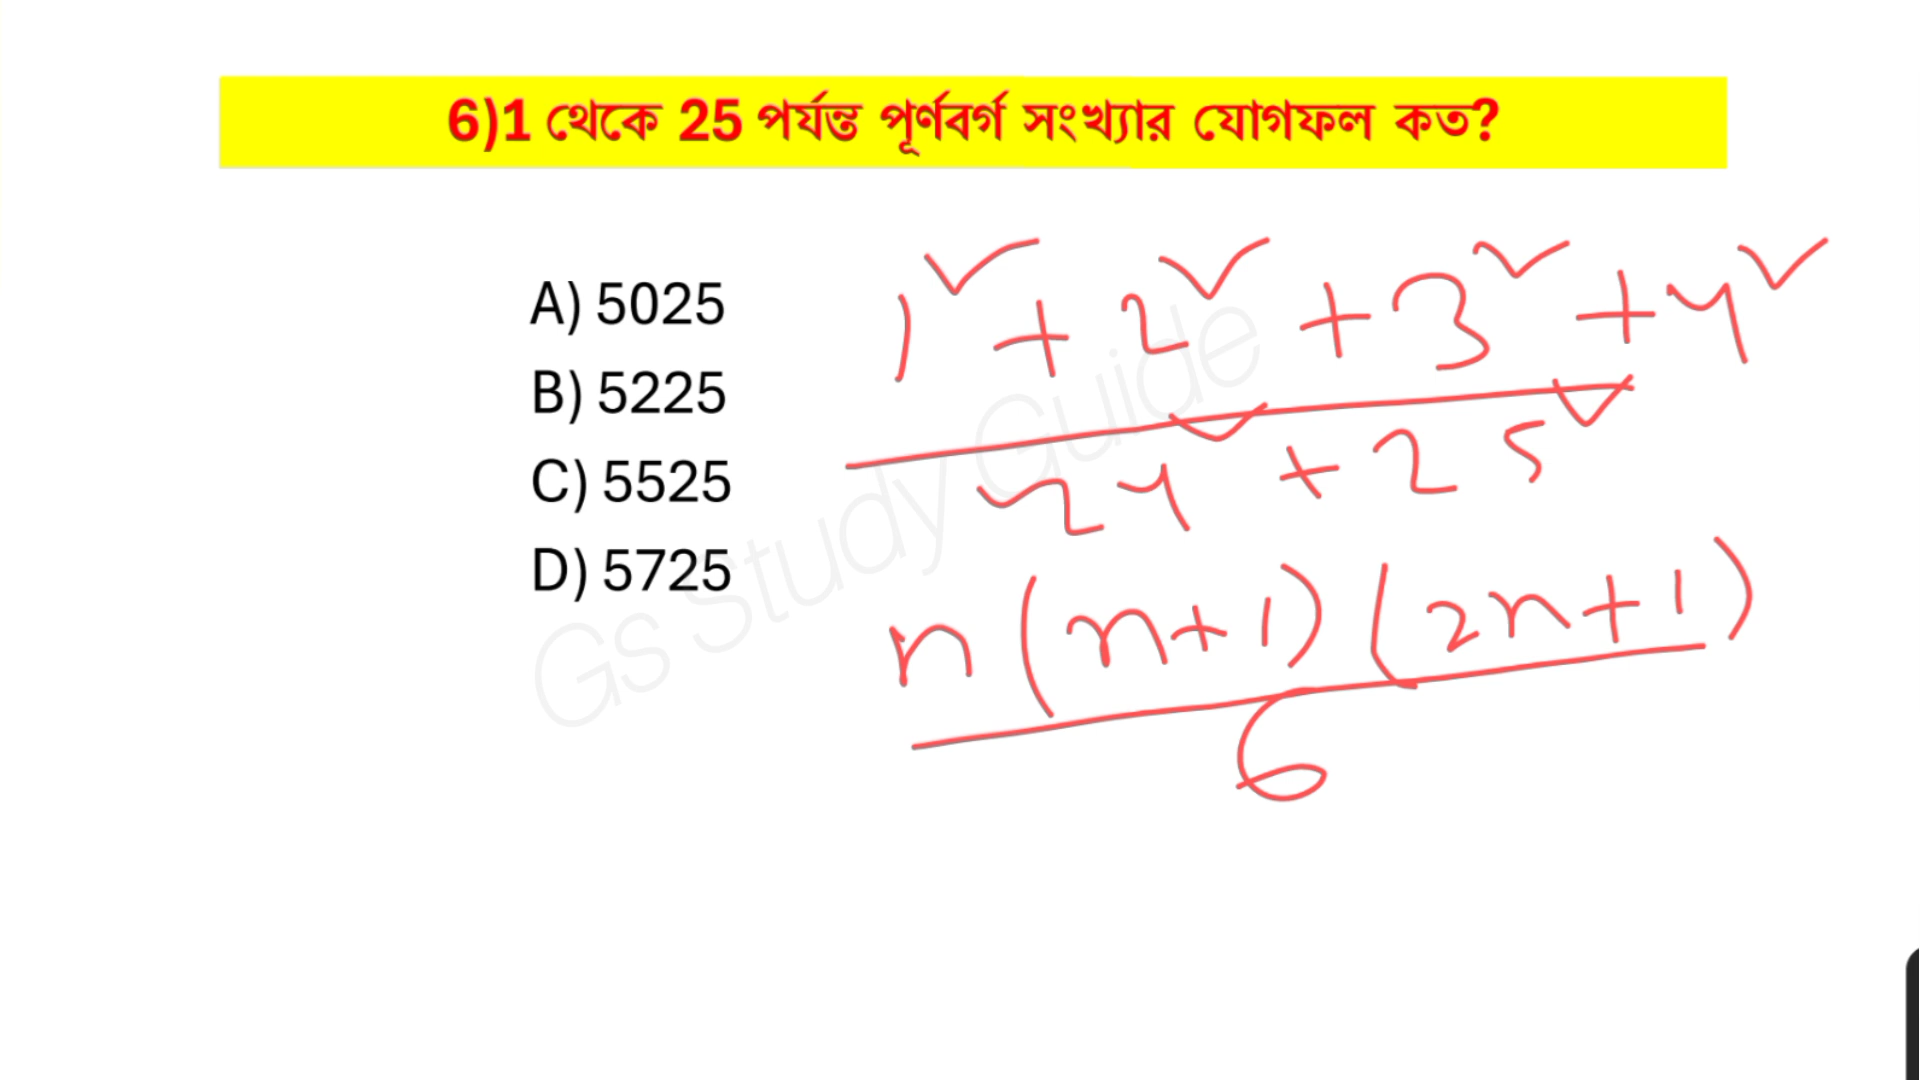 6)1 থেকে 25 পর্যন্ত পূর্ণবর্গ সংখ্যার যোগফল কত?
A) 5025
B) 5225
C) 5525
D) 5725
1² + 2² + 3² + 4²
24² + 25²
n(n+1)(2n+1)
6
Gs Study Guide